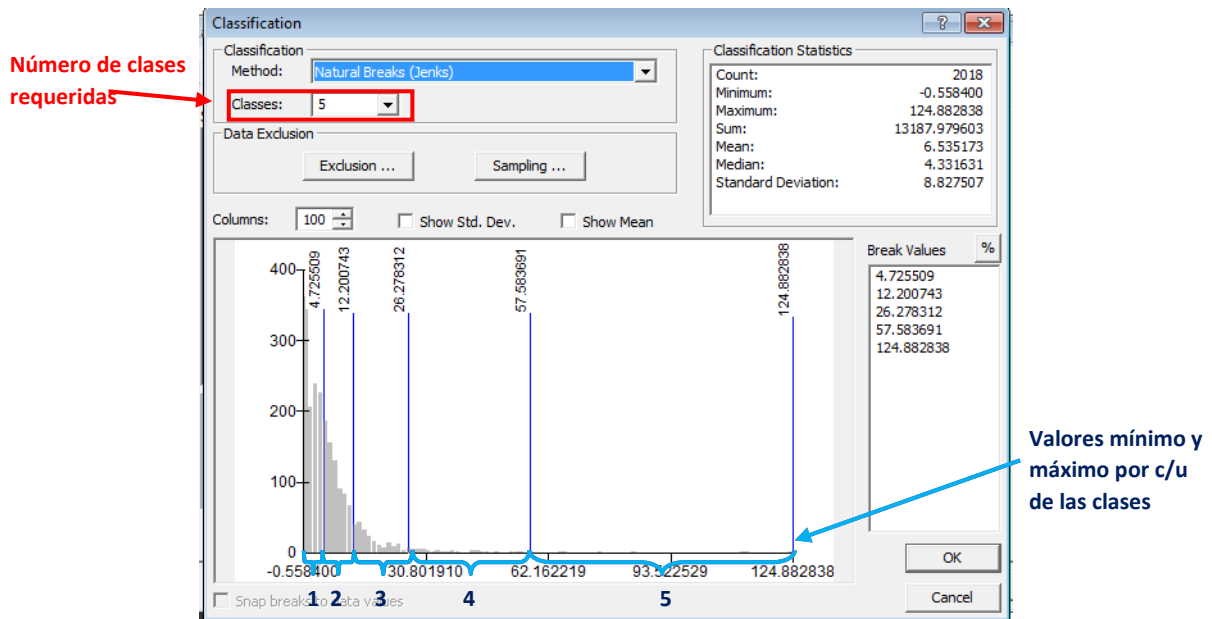 Classification
Número de clases
requeridas
Classification
Method: Natural Breaks (Jenks)
Classes: 5
Data Exclusion
Exclusion ...
Sampling ...
Classification Statistics
Count: 2018
Minimum: -0.558400
Maximum: 124.882838
Sum: 13187.979603
Mean: 6.535173
Median: 4.331631
Standard Deviation: 8.827507
Columns: 100
Show Std. Dev.
Show Mean
Break Values
%
4.725509
12.200743
26.278312
57.583691
124.882838
400
300
200
100
0
4.725509
12.200743
26.278312
57.583691
124.882838
-0.558400 30.801910 62.162219 93.522529 124.882838
1 2 3 4 5
Snap breaks to data values
Valores mínimo y
máximo por c/u
de las clases
OK
Cancel